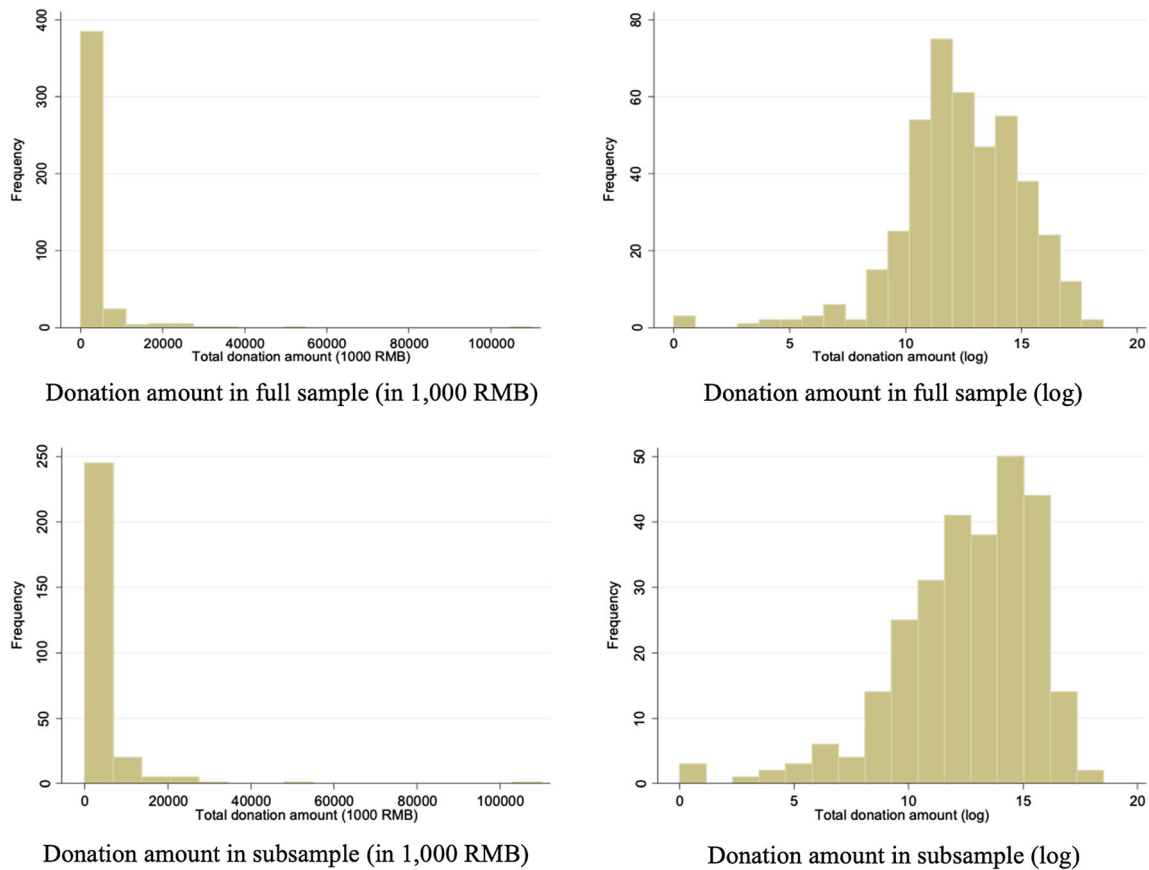 400
300
200
100
0
Frequency
0 20000 40000 60000 80000 100000
Total donation amount (1000 RMB)
Donation amount in full sample (in 1,000 RMB)
80
60
40
20
0
Frequency
0 5 10 15 20
Total donation amount (log)
Donation amount in full sample (log)
250
200
150
100
50
0
Frequency
0 20000 40000 60000 80000 100000
Total donation amount (1000 RMB)
Donation amount in subsample (in 1,000 RMB)
50
40
30
20
10
0
Frequency
0 5 10 15 20
Total donation amount (log)
Donation amount in subsample (log)